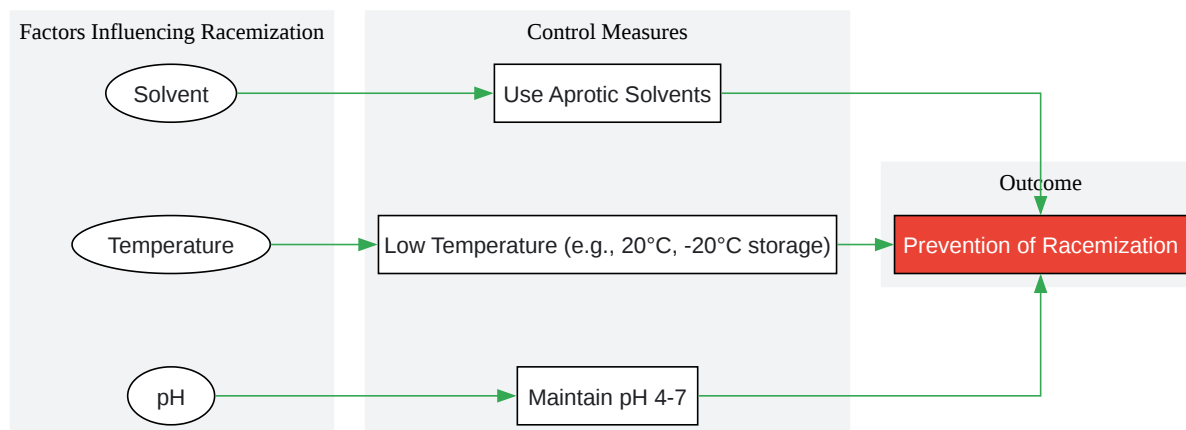 Factors Influencing Racemization
Control Measures
Solvent
Use Aprotic Solvents
Outcome
Temperature
Low Temperature (e.g., 20°C, -20°C storage)
Prevention of Racemization
pH
Maintain pH 4-7